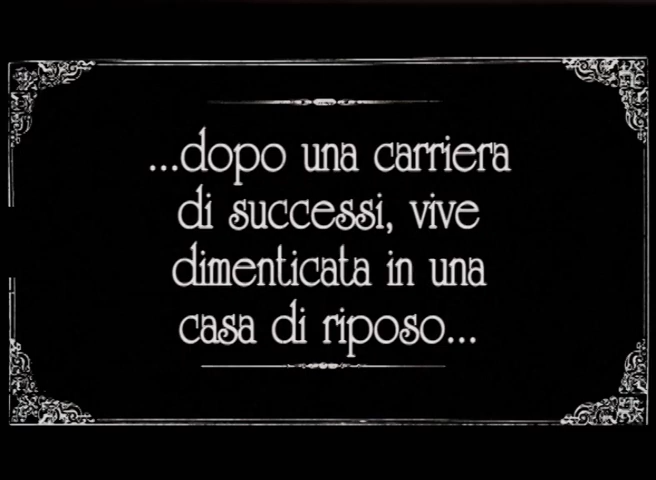 ...dopo una carriera
di successi, vive
dimenticata in una
casa di riposo...